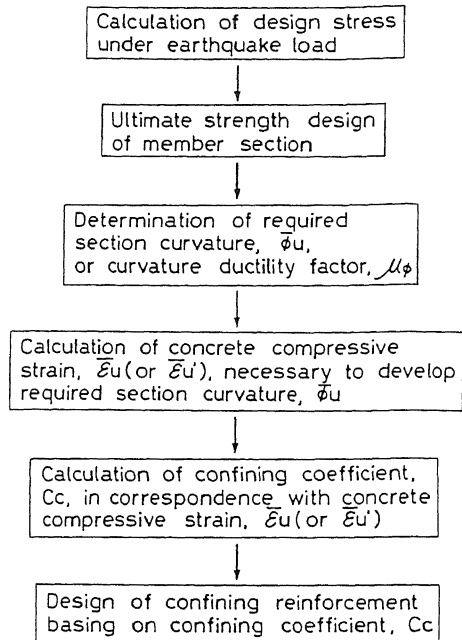 Calculation of design stress
under earthquake load
Ultimate strength design
of member section
Determination of required
section curvature, ϕ̄u,
or curvature ductility factor, μϕ
Calculation of concrete compressive
strain, ε̄u(or ε̄u'), necessary to develop
required section curvature, ϕ̄u
Calculation of confining coefficient,
Cc, in correspondence with concrete
compressive strain, ε̄u(or ε̄u')
Design of confining reinforcement
basing on confining coefficient, Cc